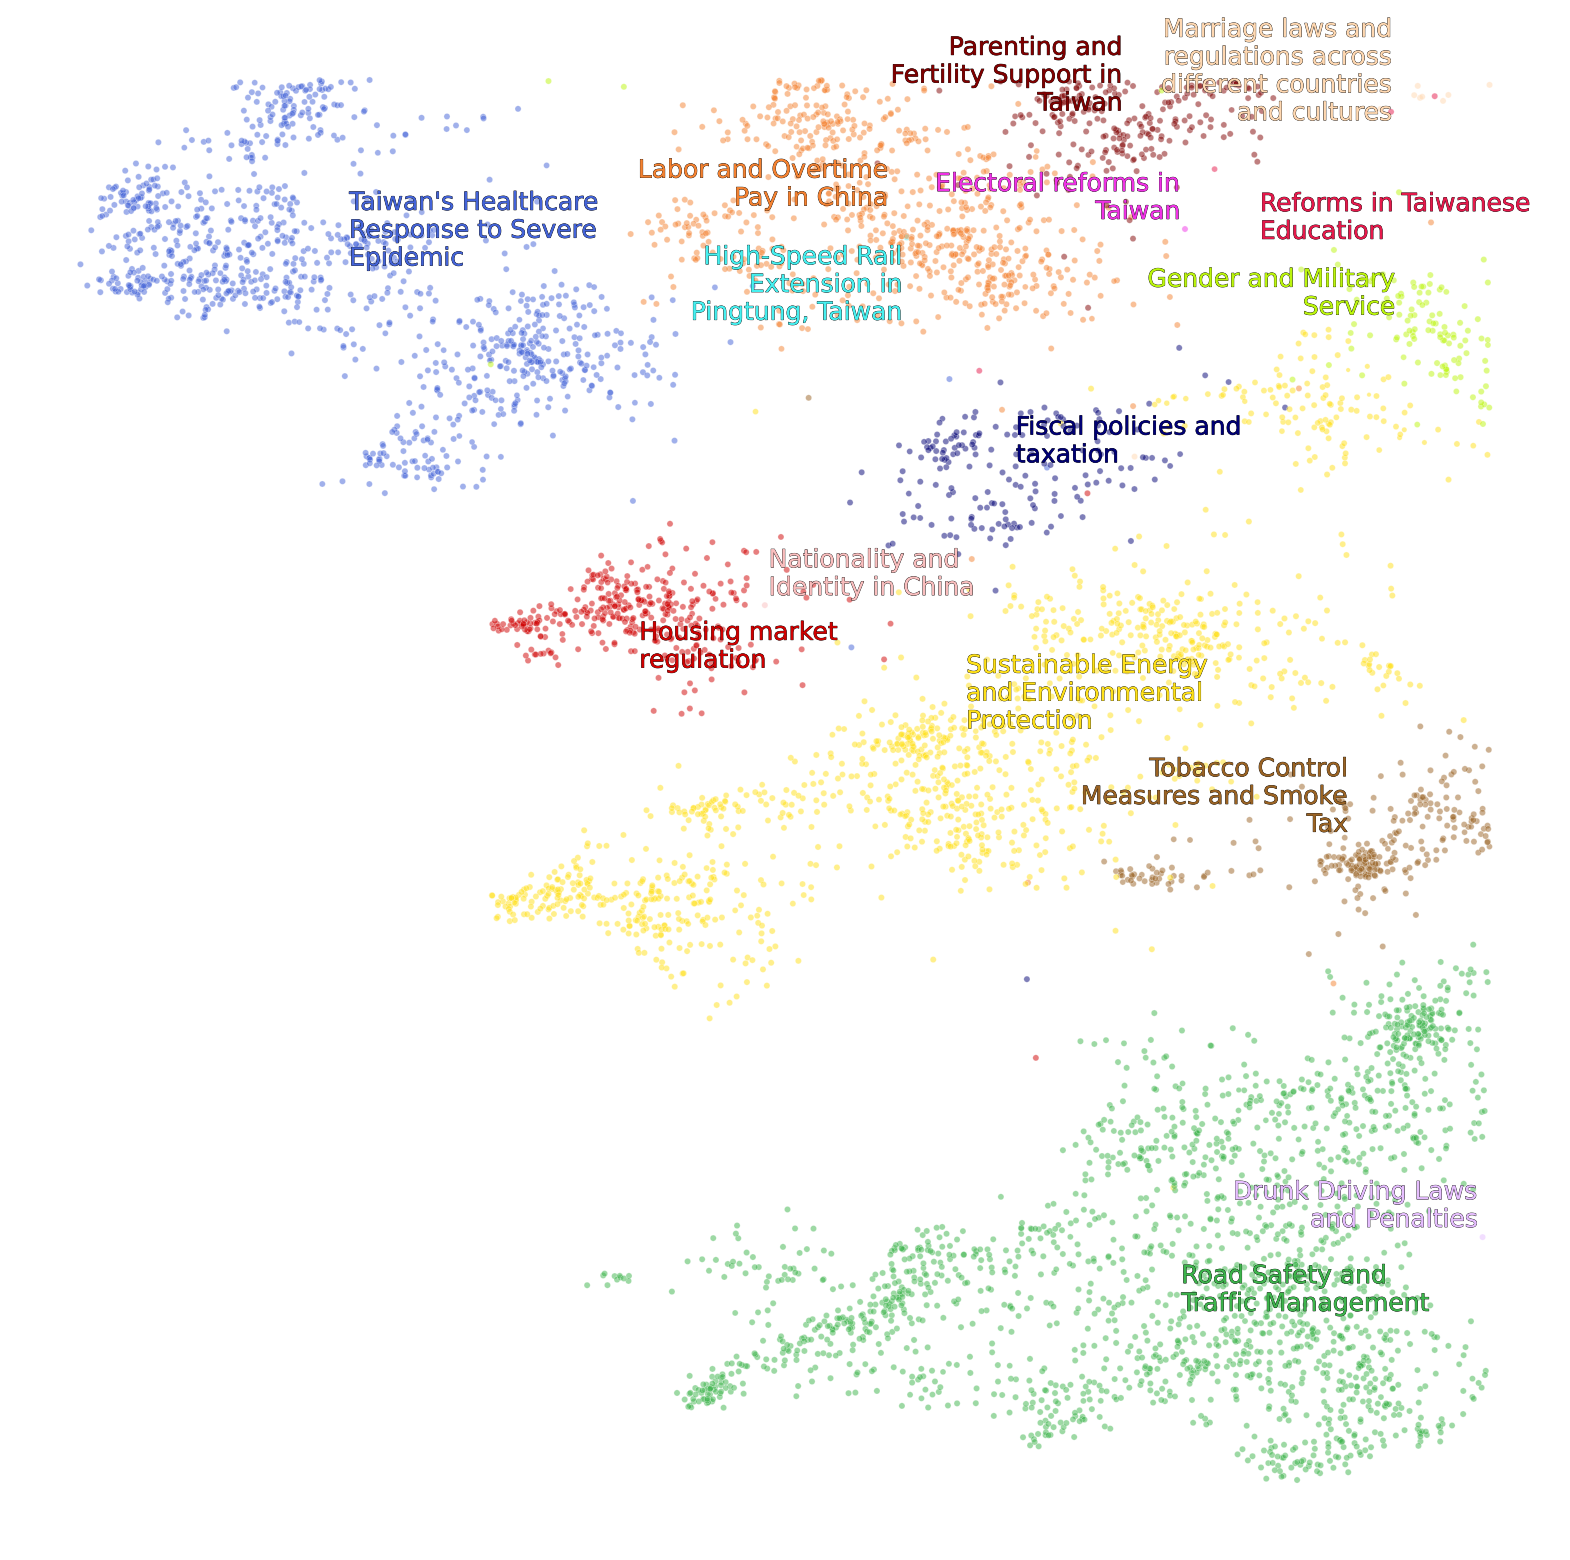 Marriage laws and
regulations across
different countries
and cultures
Parenting and
Fertility Support in
Taiwan
Labor and Overtime
Pay in China
Electoral reforms in
Taiwan
Taiwan's Healthcare
Response to Severe
Epidemic
Reforms in Taiwanese
Education
High-Speed Rail
Extension in
Pingtung, Taiwan
Gender and Military
Service
Fiscal policies and
taxation
Nationality and
Identity in China
Housing market
regulation
Sustainable Energy
and Environmental
Protection
Tobacco Control
Measures and Smoke
Tax
Drunk Driving Laws
and Penalties
Road Safety and
Traffic Management